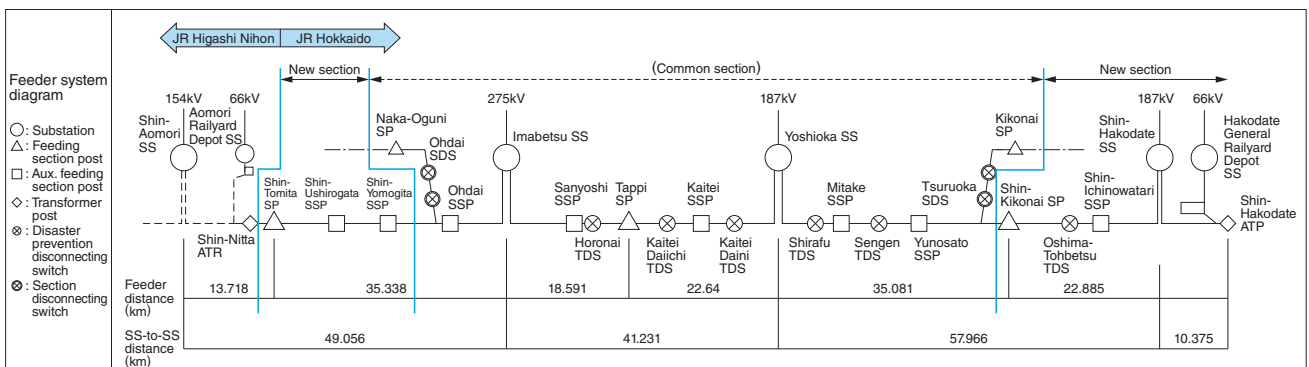 JR Higashi Nihon
JR Hokkaido
New section
(Common section)
New section
Feeder system
diagram
○: Substation
△: Feeding
section post
□: Aux. feeding
section post
◇: Transformer
post
⊗: Disaster
prevention
disconnecting
switch
⊗: Section
disconnecting
switch
154kV
66kV
275kV
187kV
187kV
66kV
Shin-
Aomori
SS
Aomori
Railyard
Depot SS
Naka-Oguni
SP
Ohdai
SDS
Imabetsu SS
Yoshioka SS
Kikonai
SP
Shin-
Hakodate
SS
Hakodate
General
Railyard
Depot
SS
Shin-
Tomita
SP
Shin-
Ushirogata
SSP
Shin-
Yomogita
SSP
Ohdai
SSP
Sanyoshi
SSP
Tappi
SP
Kaitei
SSP
Mitake
SSP
Tsuruoka
SDS
Shin-
Kikonai SP
Shin-
Ichinowatari
SSP
Shin-Nitta
ATR
Horonai
TDS
Kaitei
Daiichi
TDS
Kaitei
Daini
TDS
Shirafu
TDS
Sengen
TDS
Yunosato
SSP
Oshima-
Tohbetsu
TDS
Shin-
Hakodate
ATP
Feeder
distance
(km)
13.718
35.338
18.591
22.64
35.081
22.885
SS-to-SS
distance
(km)
49.056
41.231
57.966
10.375